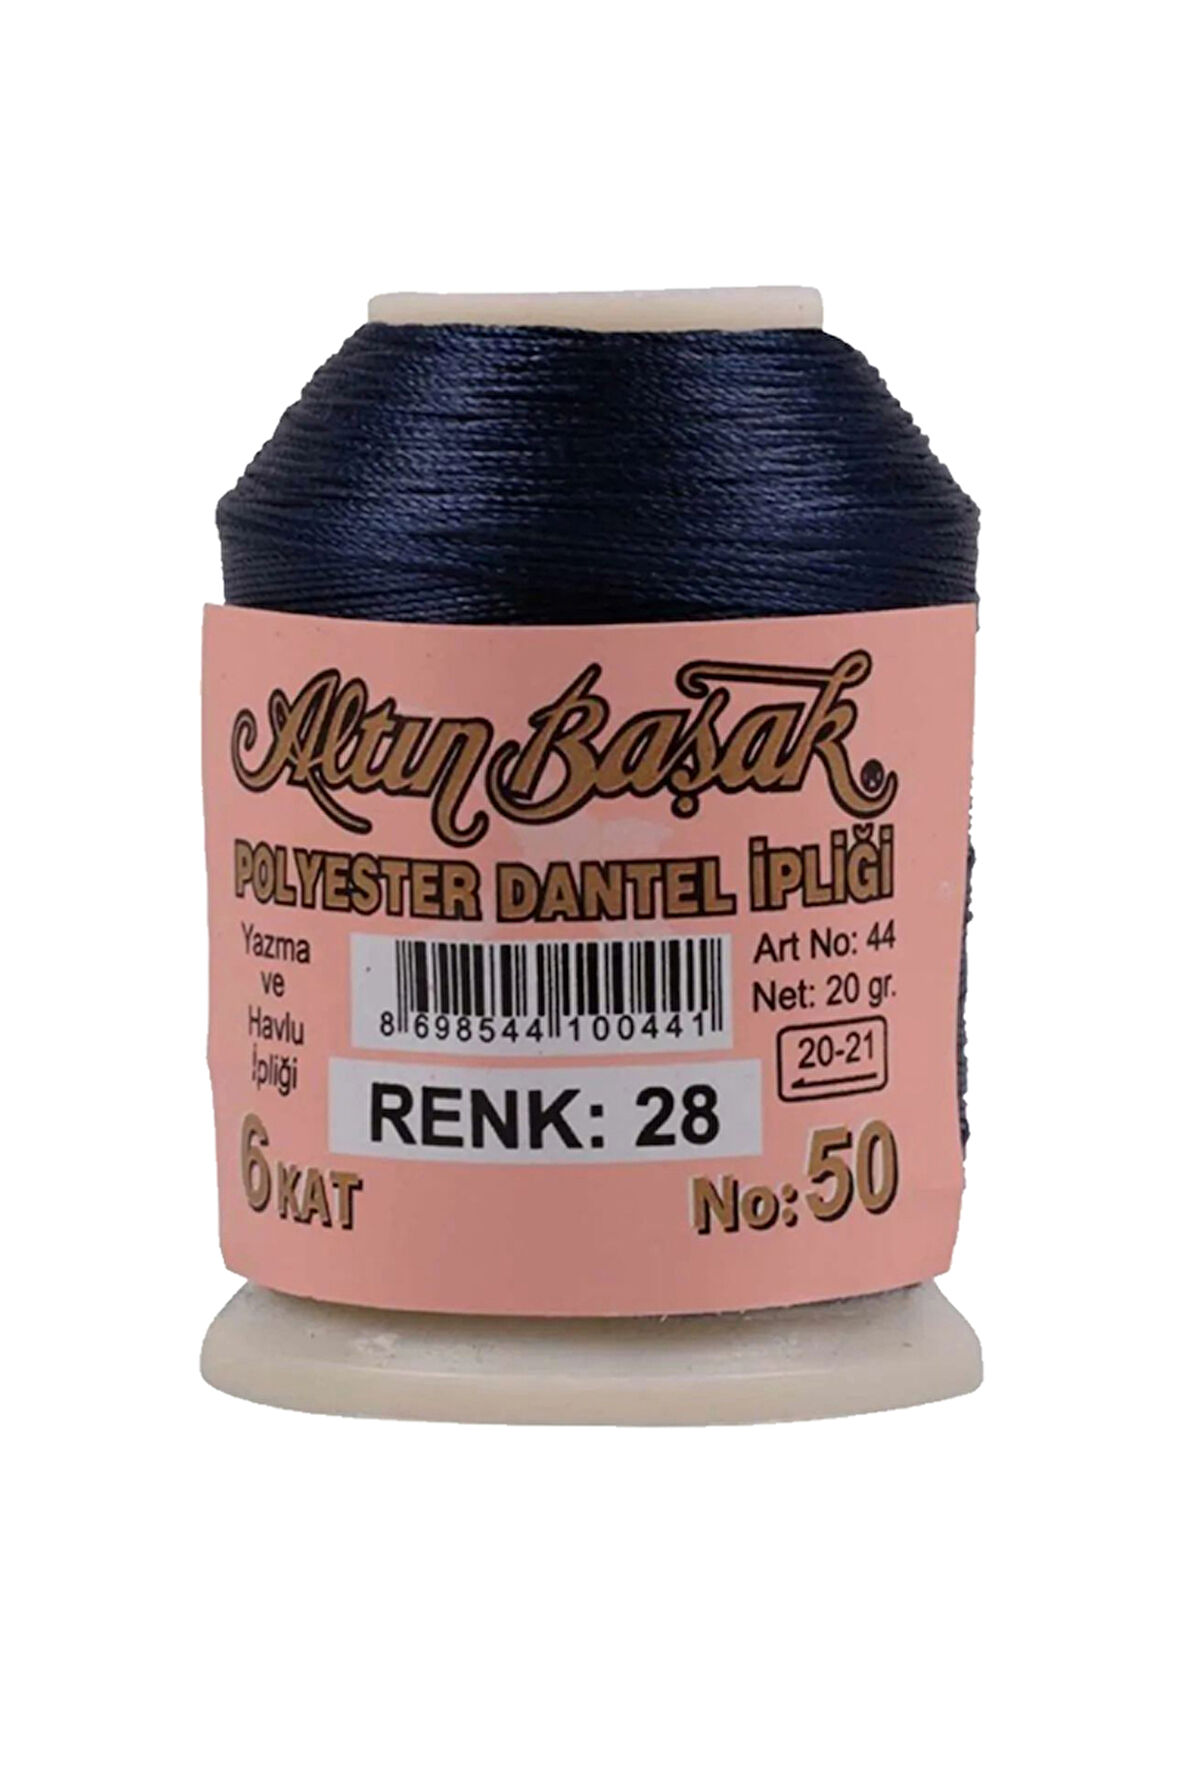 Altın Başak
POLYESTER DANTEL İPLİĞİ
Yazma
ve
Havlu
İpliği
8 698544 100441
Art No: 44
Net: 20 gr.
20-21
RENK: 28
6 KAT
No: 50